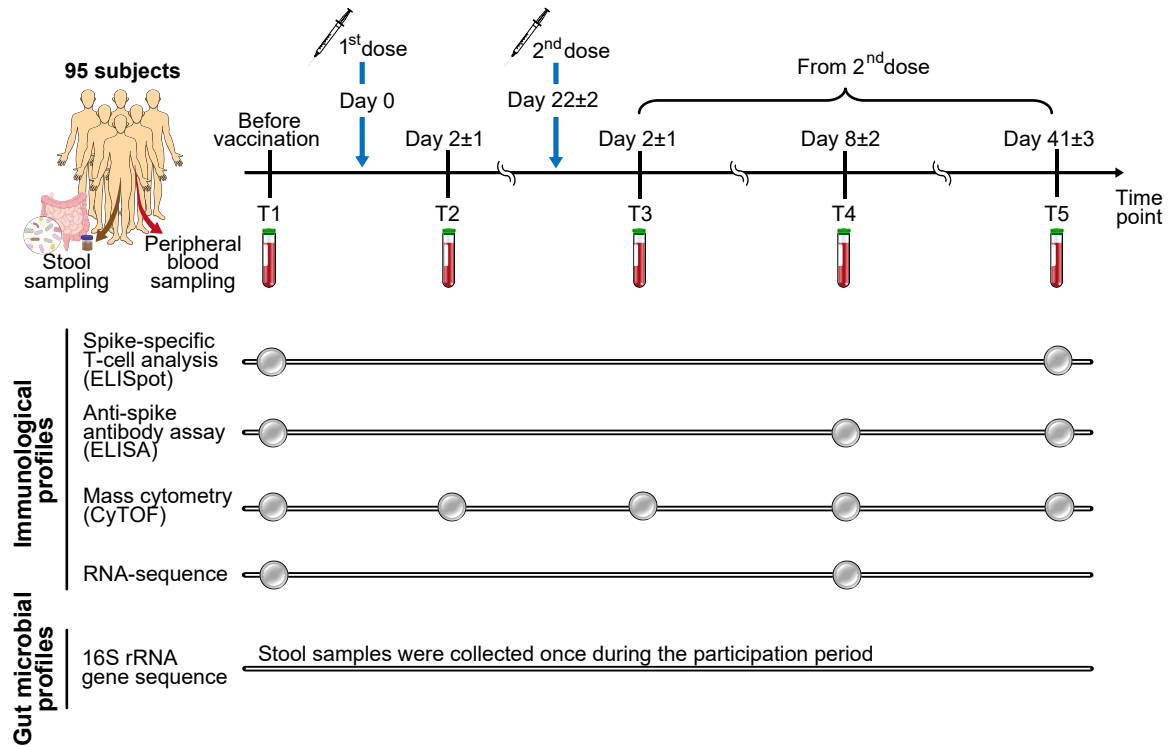 95 subjects
Stool
sampling
Peripheral
blood
sampling
1st dose
Day 0
2nd dose
Day 22±2
From 2nd dose
Before
vaccination
Day 2±1
Day 2±1
Day 8±2
Day 41±3
T1
T2
T3
T4
T5
Time
point
Immunological
profiles
Spike-specific
T-cell analysis
(ELISpot)
Anti-spike
antibody assay
(ELISA)
Mass cytometry
(CyTOF)
RNA-sequence
Gut microbial
profiles
16S rRNA
gene sequence
Stool samples were collected once during the participation period